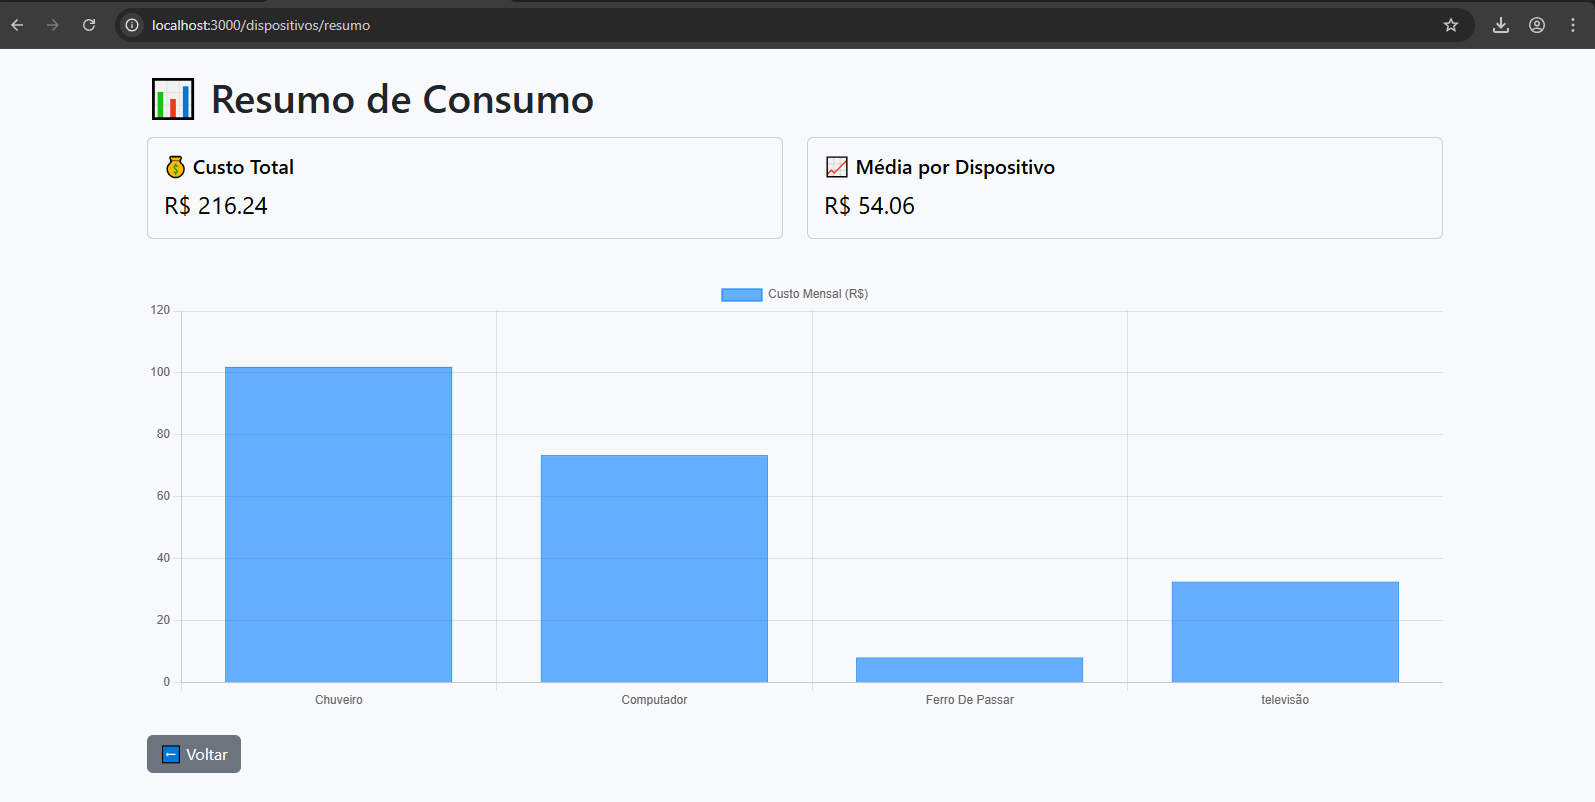 localhost:3000/dispositivos/resumo
Resumo de Consumo
Custo Total
R$ 216.24
Média por Dispositivo
R$ 54.06
Custo Mensal (R$)
120
100
80
60
40
20
0
Chuveiro
Computador
Ferro De Passar
televisão
Voltar